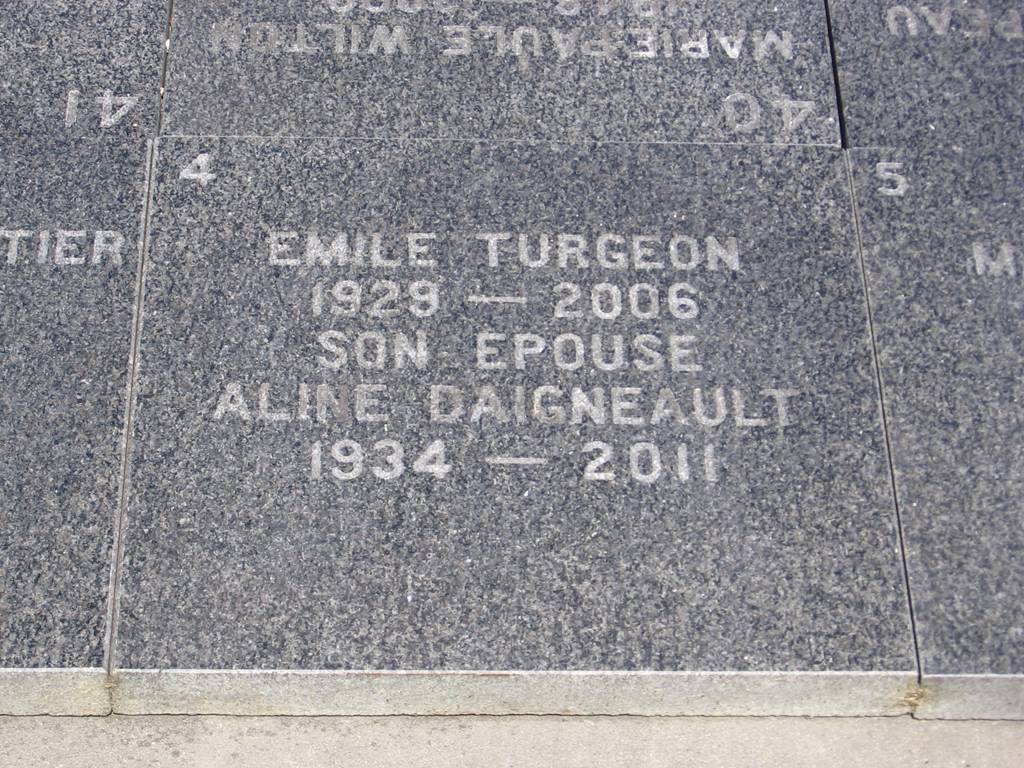 MARIE-PAULE WILTON
41
40
4
5
TIER
EMILE TURGEON
1929 — 2006
SON EPOUSE
ALINE DAIGNEAULT
1934 — 2011